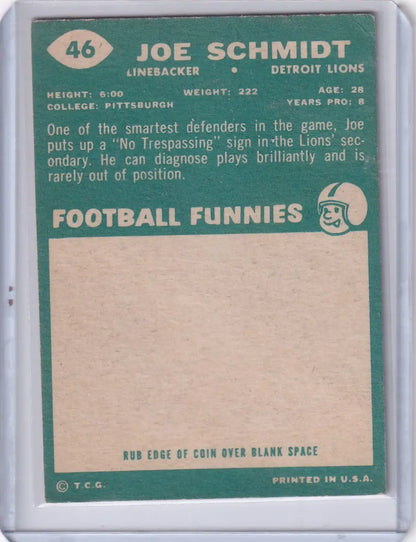 46
JOE SCHMIDT
LINEBACKER • DETROIT LIONS
HEIGHT: 6:00 WEIGHT: 222 AGE: 28
COLLEGE: PITTSBURGH YEARS PRO: 8
One of the smartest defenders in the game, Joe
puts up a "No Trespassing" sign in the Lions' sec-
ondary. He can diagnose plays brilliantly and is
rarely out of position.
FOOTBALL FUNNIES
RUB EDGE OF COIN OVER BLANK SPACE
© T.C.G. PRINTED IN U.S.A.